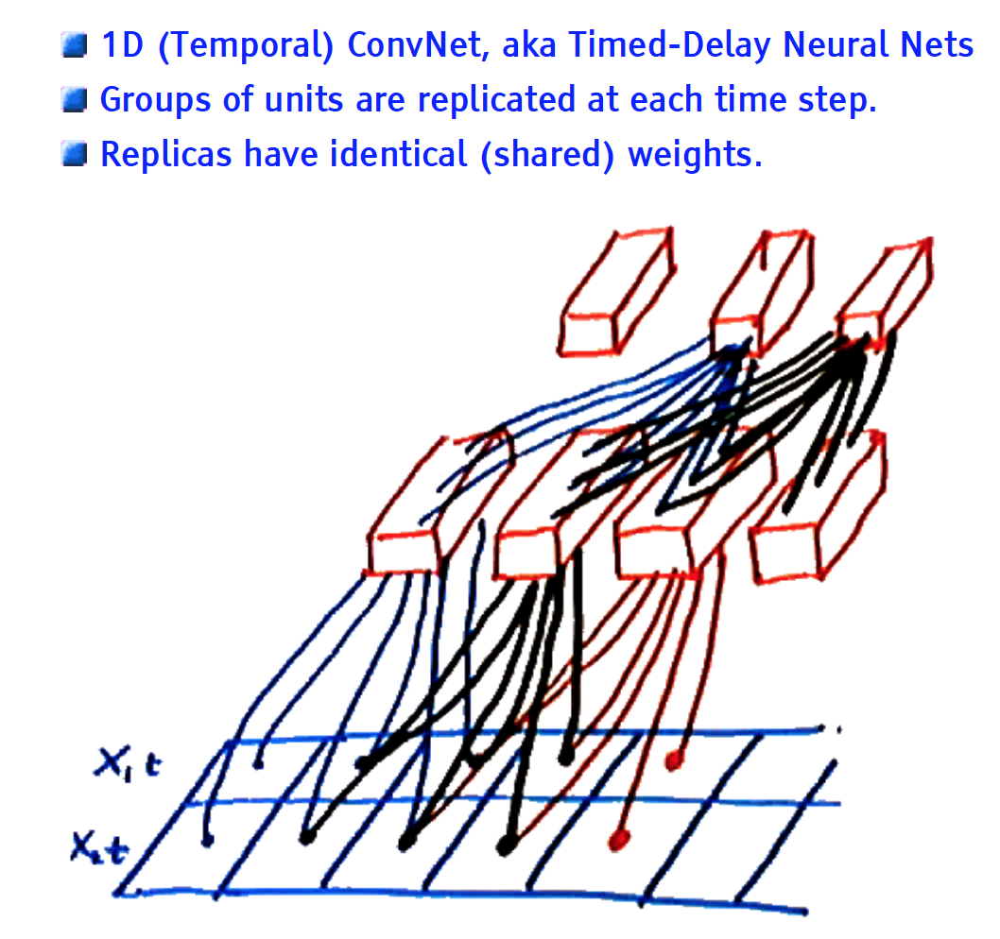 1D (Temporal) ConvNet, aka Timed-Delay Neural Nets
Groups of units are replicated at each time step.
Replicas have identical (shared) weights.
X₁ t
X₂ t